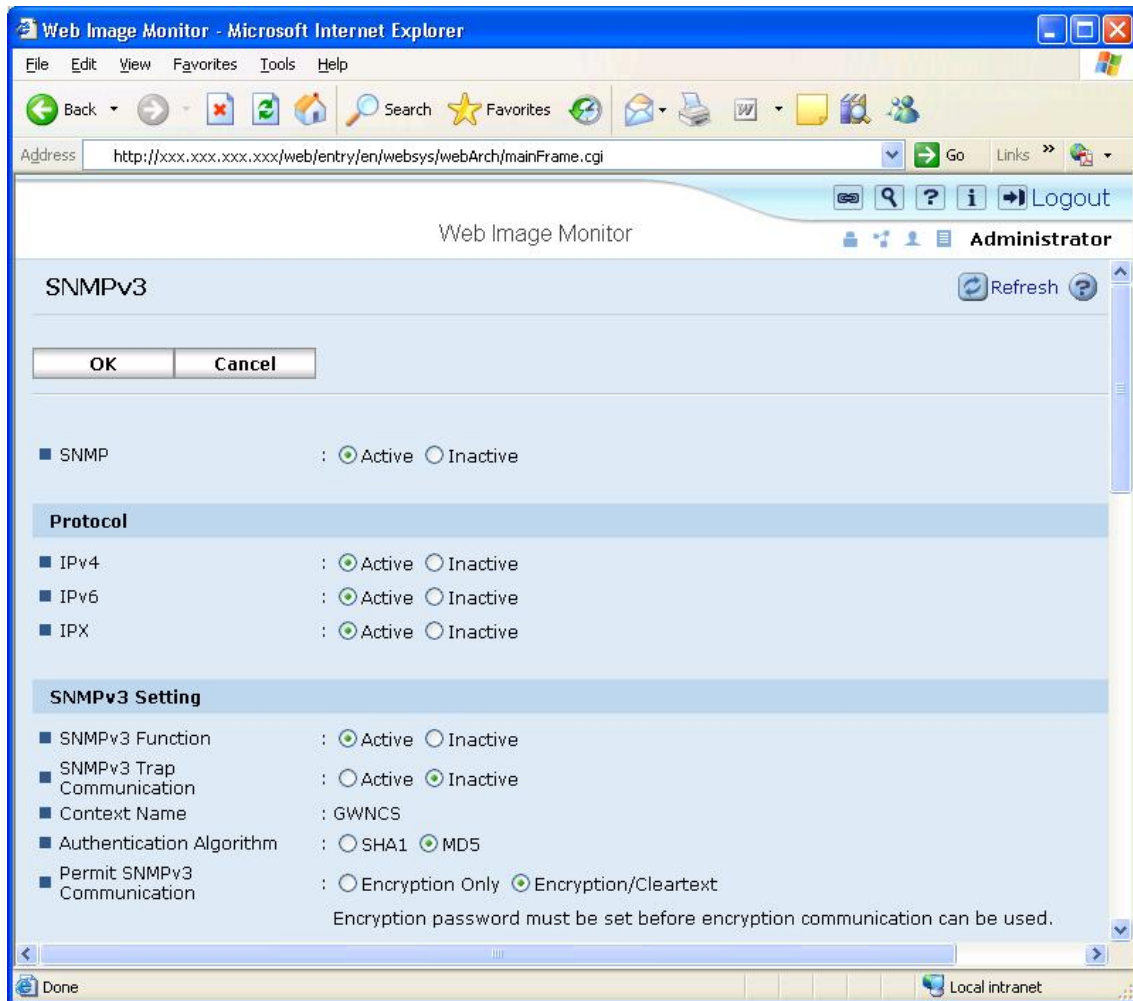 Web Image Monitor - Microsoft Internet Explorer
File Edit View Favorites Tools Help
Back Search Favorites W
Address http://xxx.xxx.xxx.xxx/web/entry/en/websys/webArch/mainFrame.cgi Go Links »
? i Logout
Web Image Monitor Administrator
SNMPv3 Refresh ?
OK Cancel
SNMP : Active Inactive
Protocol
IPv4 : Active Inactive
IPv6 : Active Inactive
IPX : Active Inactive
SNMPv3 Setting
SNMPv3 Function : Active Inactive
SNMPv3 Trap
Communication : Active Inactive
Context Name : GWNCS
Authentication Algorithm : SHA1 MD5
Permit SNMPv3
Communication : Encryption Only Encryption/Cleartext
Encryption password must be set before encryption communication can be used.
Done Local intranet